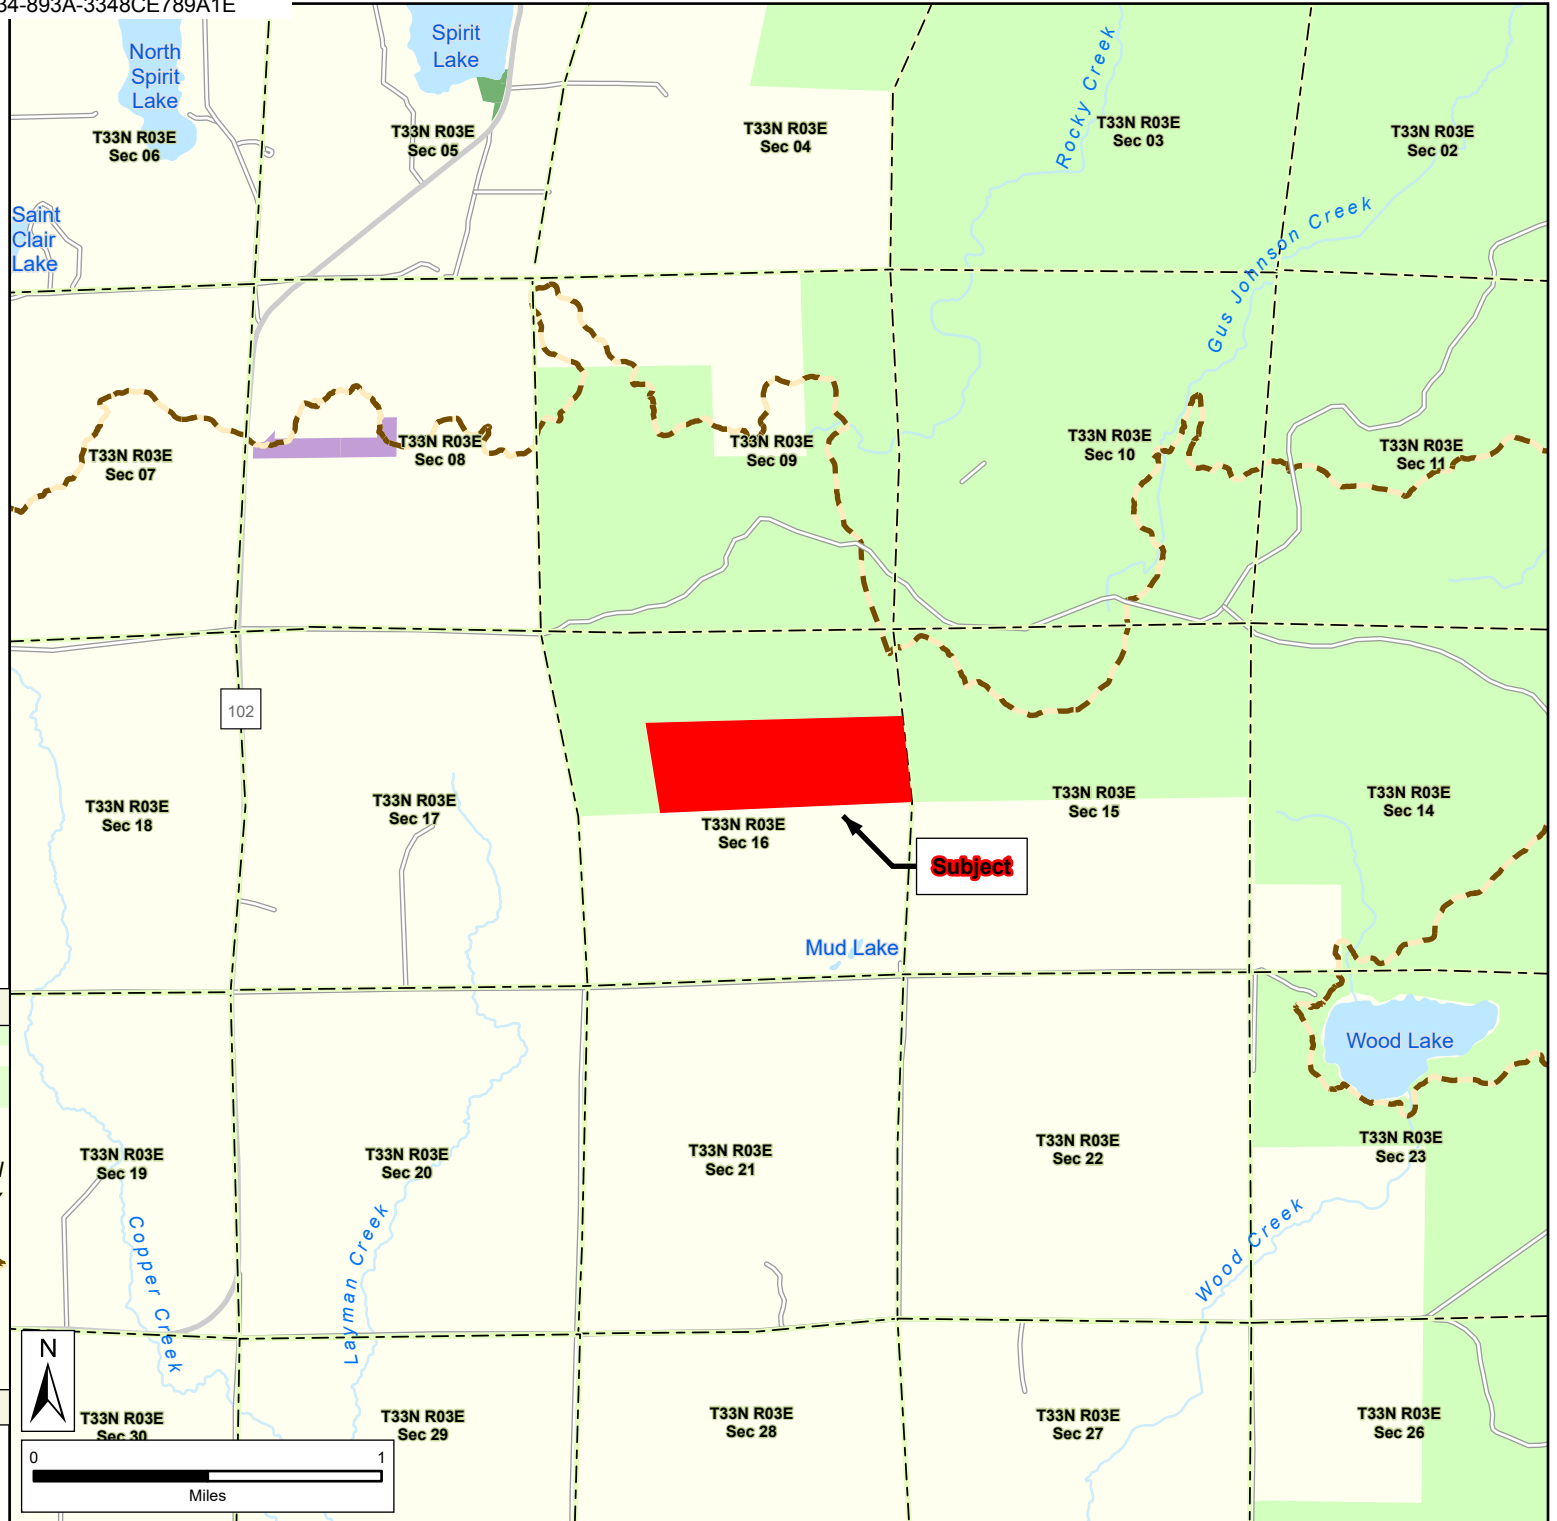 34-893A-3348CE789A1E
North
Spirit
Lake
Spirit
Lake
Rocky Creek
T33N R03E
Sec 06
T33N R03E
Sec 05
T33N R03E
Sec 04
T33N R03E
Sec 03
T33N R03E
Sec 02
Saint
Clair
Lake
Gus Johnson Creek
T33N R03E
Sec 07
T33N R03E
Sec 08
T33N R03E
Sec 09
T33N R03E
Sec 10
T33N R03E
Sec 11
102
T33N R03E
Sec 18
T33N R03E
Sec 17
T33N R03E
Sec 16
T33N R03E
Sec 15
T33N R03E
Sec 14
Subject
Mud Lake
Wood Lake
T33N R03E
Sec 19
T33N R03E
Sec 20
T33N R03E
Sec 21
T33N R03E
Sec 22
T33N R03E
Sec 23
Copper Creek
Layman Creek
Wood Creek
N
T33N R03E
Sec 30
T33N R03E
Sec 29
T33N R03E
Sec 28
T33N R03E
Sec 27
T33N R03E
Sec 26
0 1
Miles